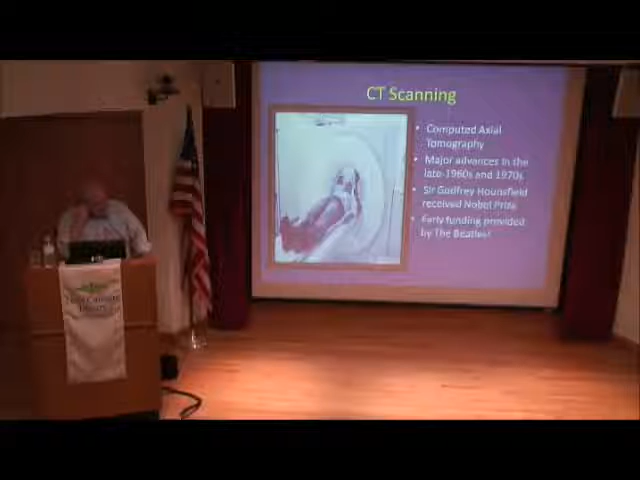 CT Scanning
• Computed Axial
Tomography
• Major advances in the
late-1960s and 1970s
• Sir Godfrey Hounsfield
received Nobel Prize
• Early funding provided
by The Beatles!